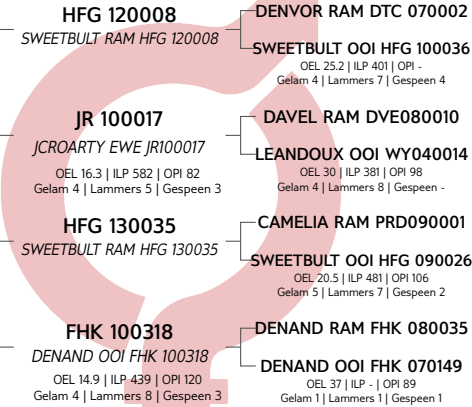 HFG 120008
SWEETBULT RAM HFG 120008
DENVOR RAM DTC 070002
SWEETBULT OOI HFG 100036
OEL 25.2 | ILP 401 | OPI -
Gelam 4 | Lammers 7 | Gespeen 4
JR 100017
JCROARTY EWE JR100017
OEL 16.3 | ILP 582 | OPI 82
Gelam 4 | Lammers 5 | Gespeen 3
DAVEL RAM DVE080010
LEANDOUX OOI WY040014
OEL 30 | ILP 381 | OPI 98
Gelam 4 | Lammers 8 | Gespeen -
HFG 130035
SWEETBULT RAM HFG 130035
CAMELIA RAM PRD090001
SWEETBULT OOI HFG 090026
OEL 20.5 | ILP 481 | OPI 106
Gelam 5 | Lammers 7 | Gespeen 2
FHK 100318
DENAND OOI FHK 100318
OEL 14.9 | ILP 439 | OPI 120
Gelam 4 | Lammers 8 | Gespeen 3
DENAND RAM FHK 080035
DENAND OOI FHK 070149
OEL 37 | ILP - | OPI 89
Gelam 1 | Lammers 1 | Gespeen 1